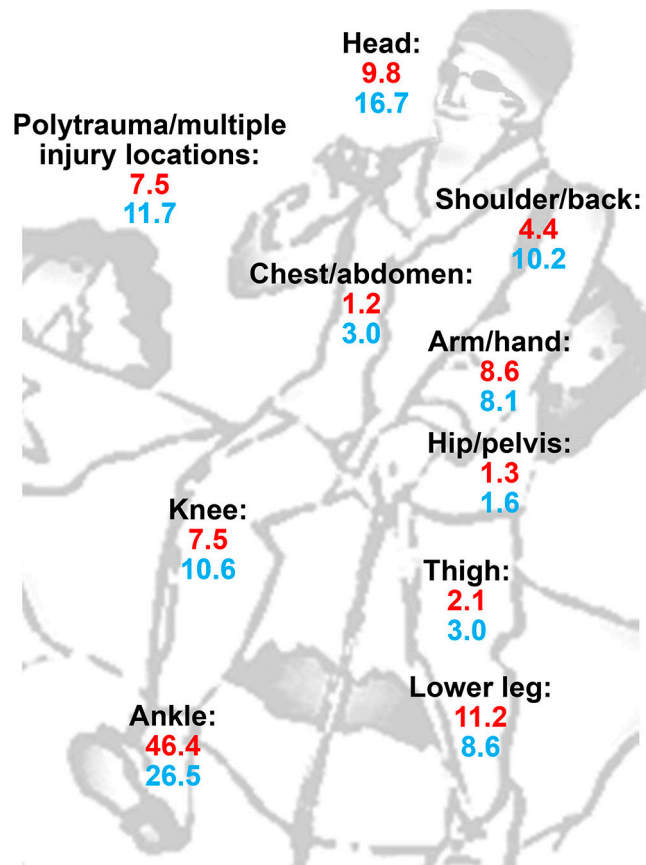 Head:
9.8
16.7
Polytrauma/multiple
injury locations:
7.5
11.7
Shoulder/back:
4.4
10.2
Chest/abdomen:
1.2
3.0
Arm/hand:
8.6
8.1
Hip/pelvis:
1.3
1.6
Knee:
7.5
10.6
Thigh:
2.1
3.0
Lower leg:
11.2
8.6
Ankle:
46.4
26.5